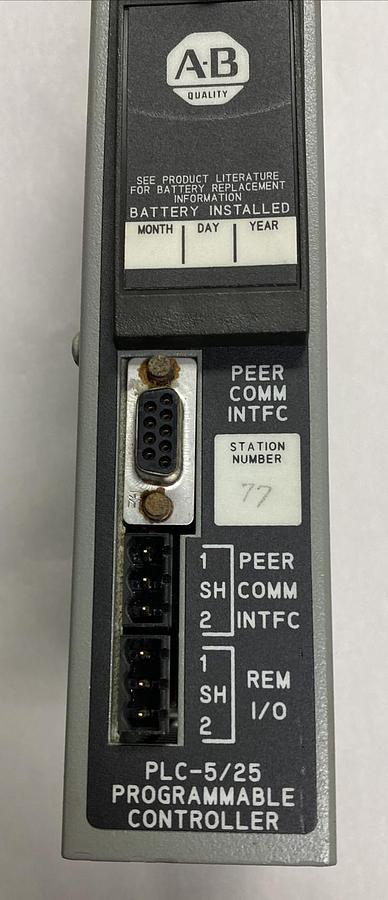 A-B
QUALITY
SEE PRODUCT LITERATURE
FOR BATTERY REPLACEMENT
INFORMATION
BATTERY INSTALLED
MONTH DAY YEAR
PEER
COMM
INTFC
STATION
NUMBER
77
1 PEER
SH COMM
2 INTFC
1
SH
2
REM
I/O
PLC-5/25
PROGRAMMABLE
CONTROLLER